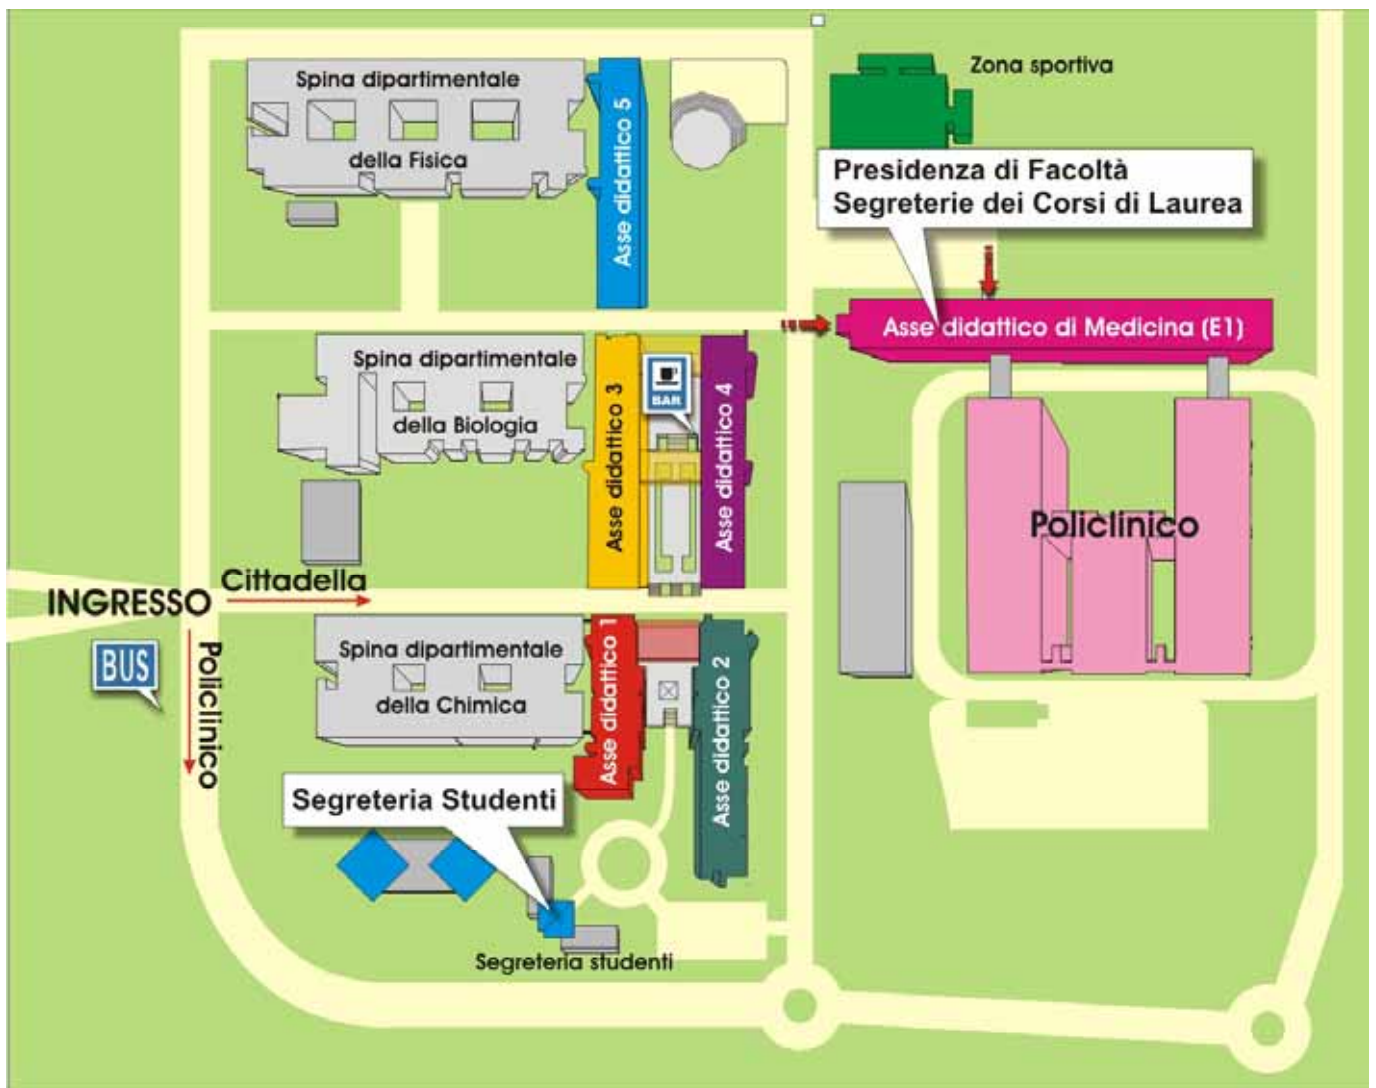 Spina dipartimentale
della Fisica
Asse didattico 5
Zona sportiva
Presidenza di Facoltà
Segreterie dei Corsi di Laurea
Asse didattico di Medicina (E1)
Spina dipartimentale
della Biologia
Asse didattico 3
BAR
Asse didattico 4
Policlinico
Cittadella
INGRESSO
BUS
Policlinico
Spina dipartimentale
della Chimica
Asse didattico 1
Asse didattico 2
Segreteria Studenti
Segreteria studenti